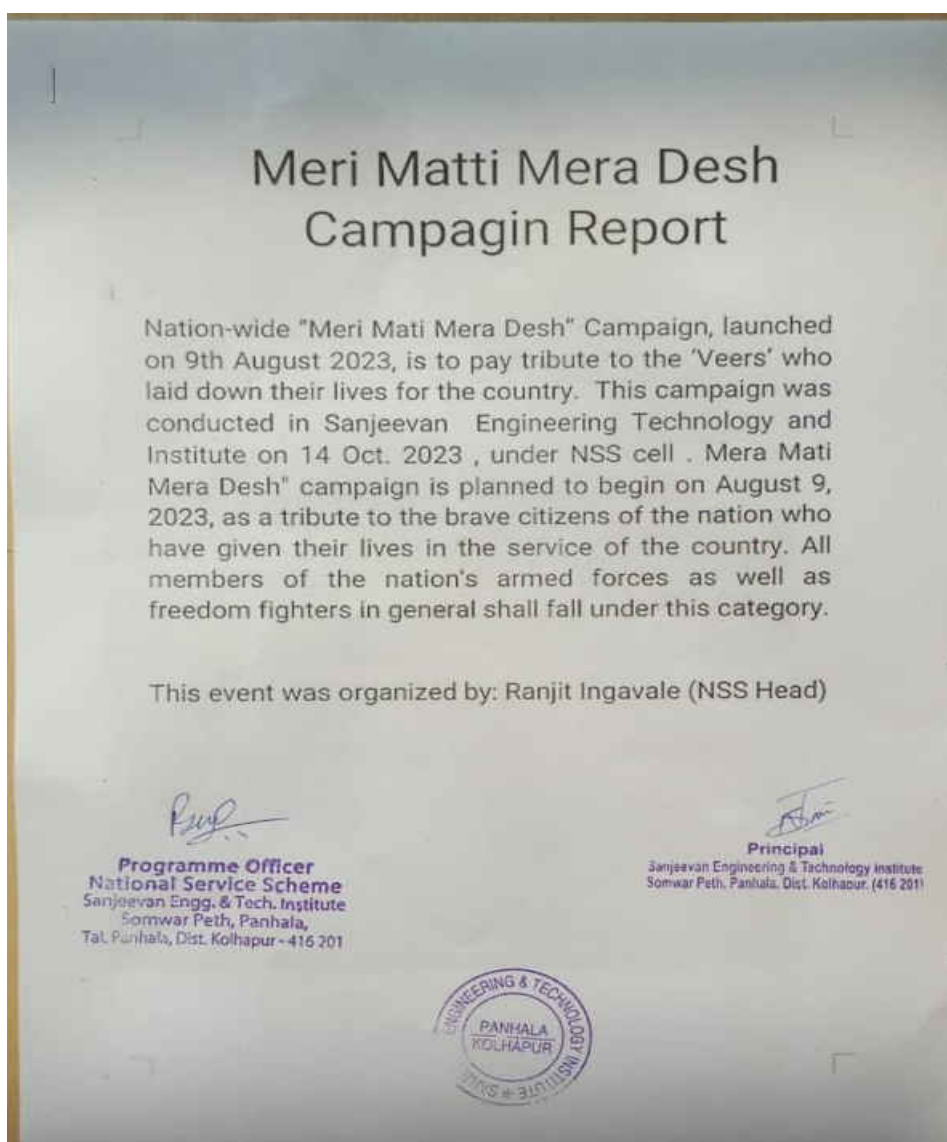 Meri Matti Mera Desh
Campagin Report
Nation-wide "Meri Mati Mera Desh" Campaign, launched
on 9th August 2023, is to pay tribute to the 'Veers' who
laid down their lives for the country. This campaign was
conducted in Sanjeevan Engineering Technology and
Institute on 14 Oct. 2023 , under NSS cell . Mera Mati
Mera Desh" campaign is planned to begin on August 9,
2023, as a tribute to the brave citizens of the nation who
have given their lives in the service of the country. All
members of the nation's armed forces as well as
freedom fighters in general shall fall under this category.
This event was organized by: Ranjit Ingavale (NSS Head)
Programme Officer
National Service Scheme
Sanjeevan Engg. & Tech. Institute
Somwar Peth, Panhala,
Tal. Panhala, Dist. Kolhapur - 416 201
Principal
Sanjeevan Engineering & Technology Institute
Somwar Peth, Panhala, Dist. Kolhapur. (416 201)
ENGINEERING & TECHNOLOGY INSTITUTE
PANHALA
KOLHAPUR